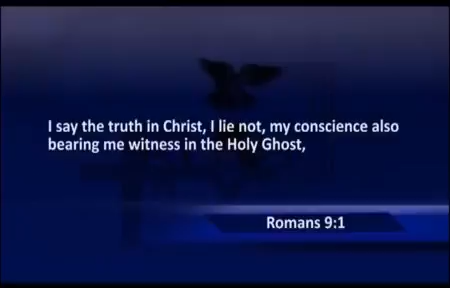 I say the truth in Christ, I lie not, my conscience also
bearing me witness in the Holy Ghost,
Romans 9:1